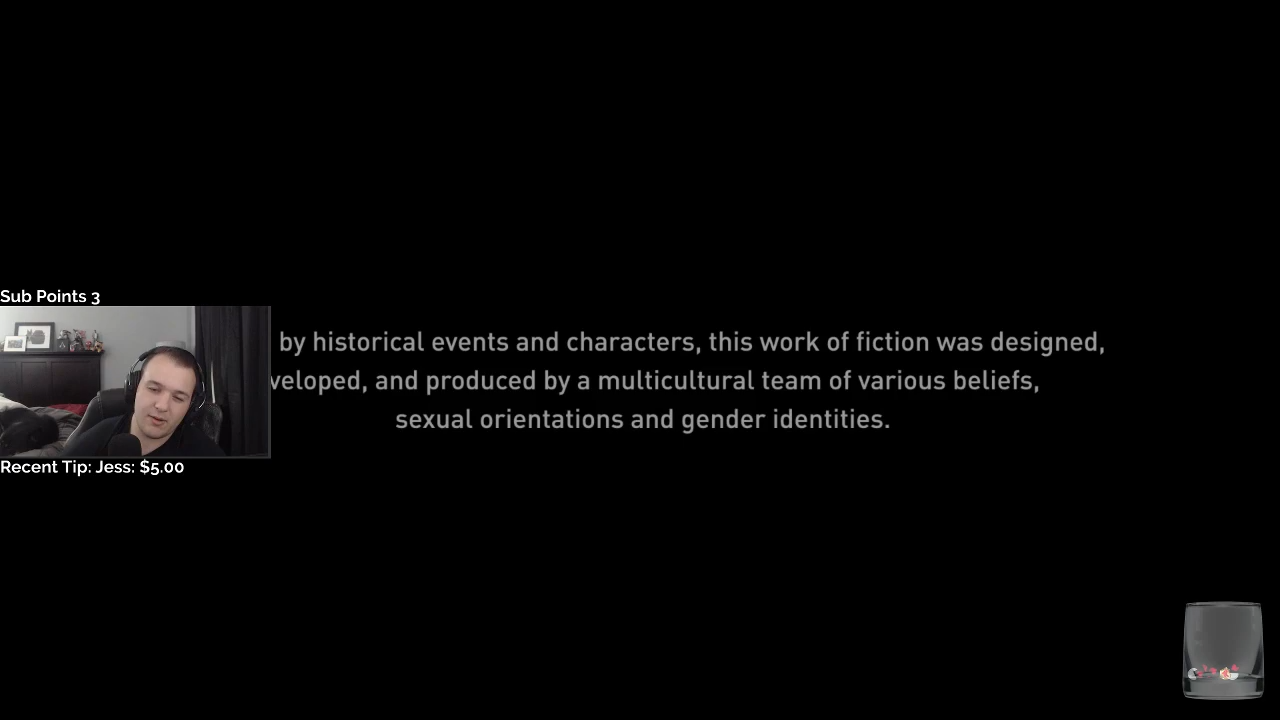 Sub Points 3
by historical events and characters, this work of fiction was designed,
veloped, and produced by a multicultural team of various beliefs,
sexual orientations and gender identities.
Recent Tip: Jess: $5.00